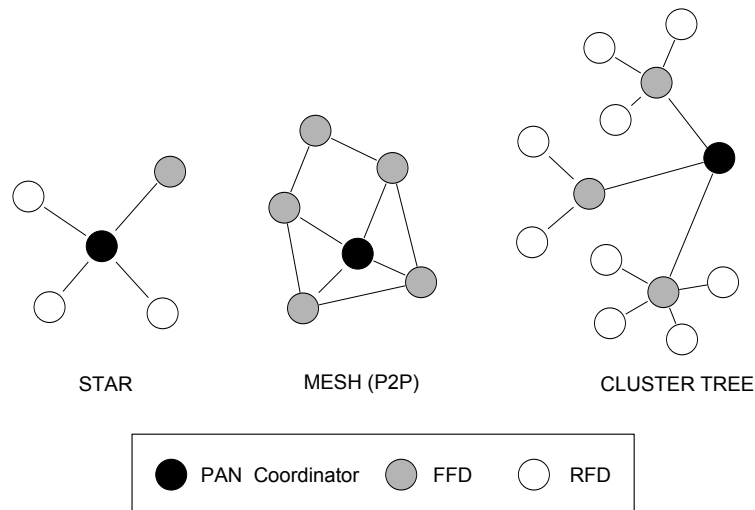 STAR
MESH (P2P)
CLUSTER TREE
PAN Coordinator
FFD
RFD